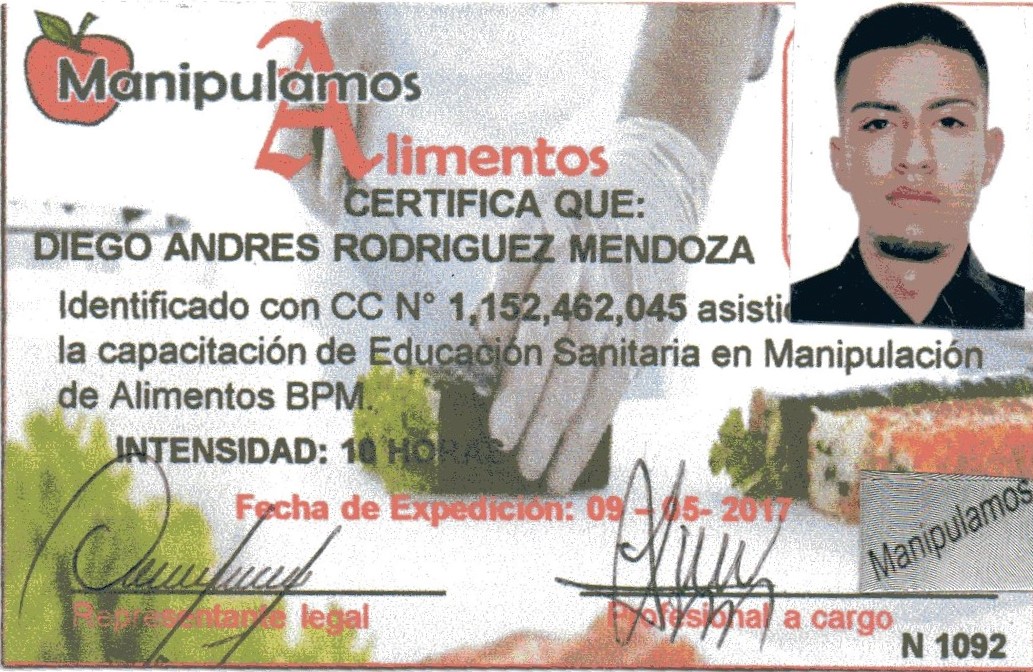 Manipulamos
Alimentos
CERTIFICA QUE:
DIEGO ANDRES RODRIGUEZ MENDOZA
Identificado con CC N° 1,152,462,045 asisti
la capacitación de Educación Sanitaria en Manipulación
de Alimentos BPM.
INTENSIDAD: 10 HORAS
Fecha de Expedición: 09 - 05- 2017
Representante legal
Profesional a cargo
Manipulamos
N 1092